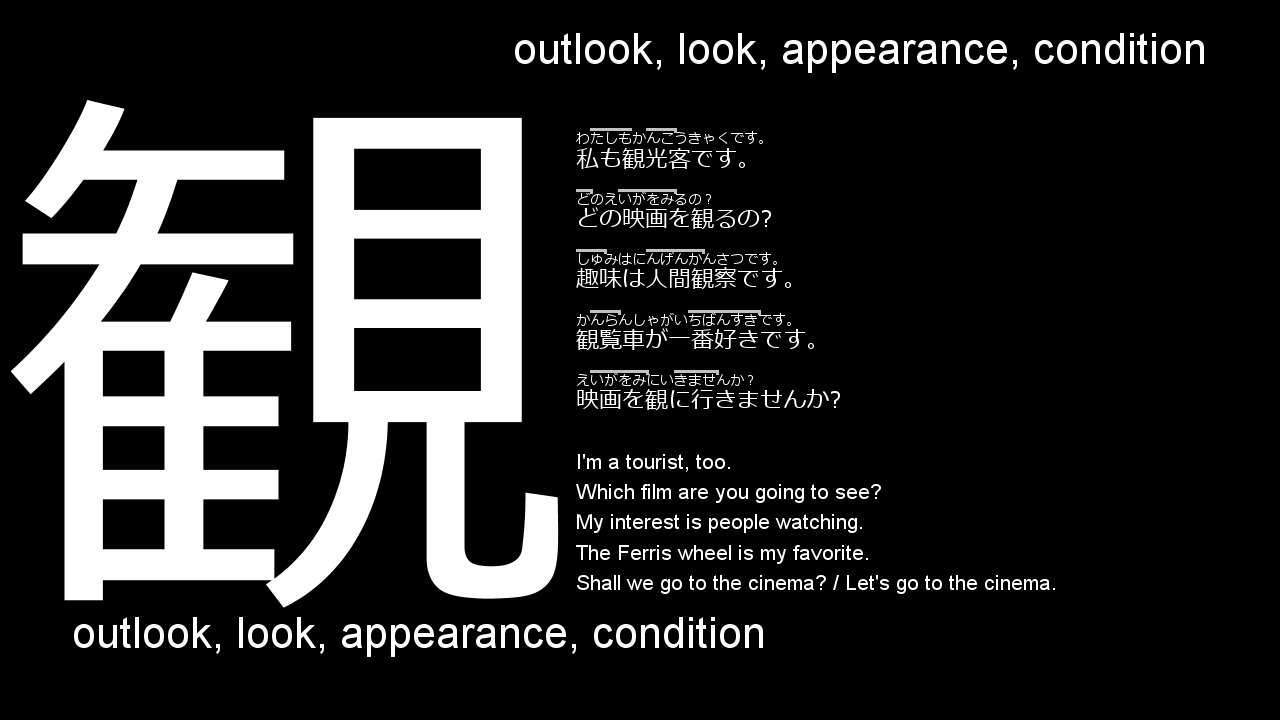 outlook, look, appearance, condition
観
わたしもかんこうきゃくです。
私も観光客です。
どのえいがをみるの？
どの映画を観るの?
しゅみはにんげんかんさつです。
趣味は人間観察です。
かんらんしゃがいちばんすきです。
観覧車が一番好きです。
えいがをみにいきませんか？
映画を観に行きませんか?
I'm a tourist, too.
Which film are you going to see?
My interest is people watching.
The Ferris wheel is my favorite.
Shall we go to the cinema? / Let's go to the cinema.
outlook, look, appearance, condition